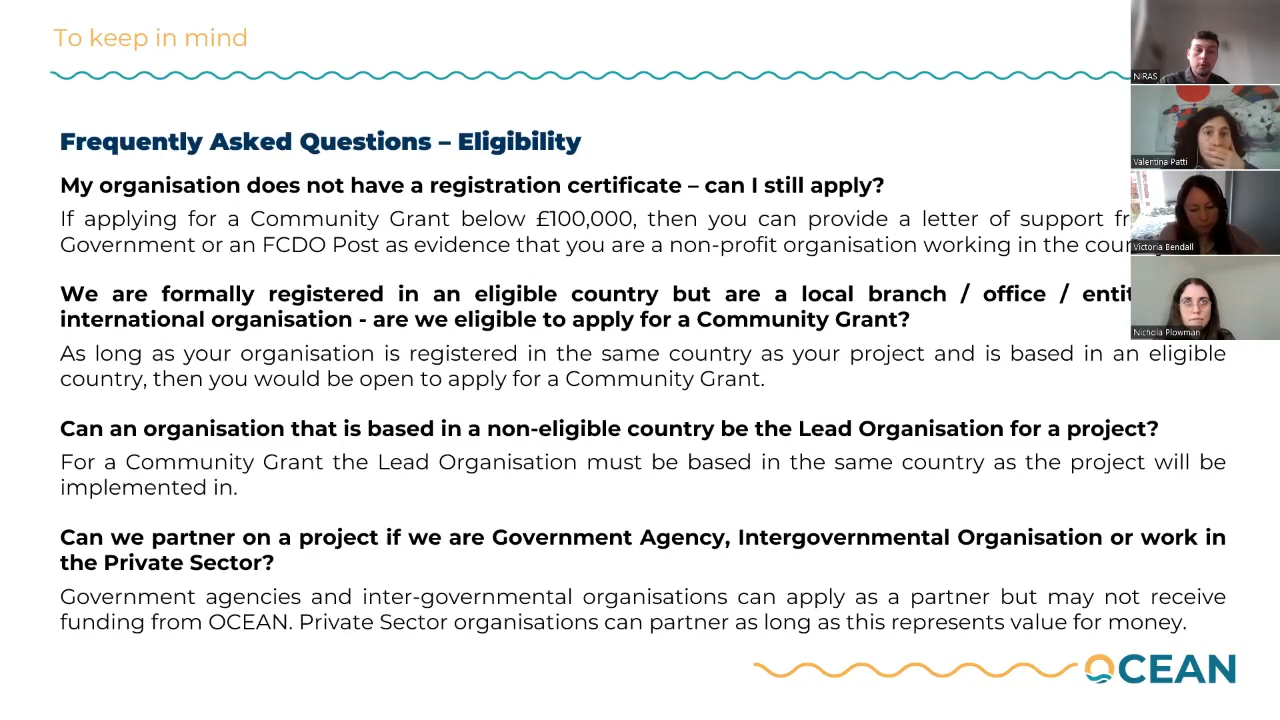 To keep in mind
NIRAS
Valentina Patti
Victoria Bendall
Nichola Plowman
Frequently Asked Questions – Eligibility
My organisation does not have a registration certificate – can I still apply?
If applying for a Community Grant below £100,000, then you can provide a letter of support
Government or an FCDO Post as evidence that you are a non-profit organisation working in the
We are formally registered in an eligible country but are a local branch / office /
international organisation - are we eligible to apply for a Community Grant?
As long as your organisation is registered in the same country as your project and is based in an eligible
country, then you would be open to apply for a Community Grant.
Can an organisation that is based in a non-eligible country be the Lead Organisation for a project?
For a Community Grant the Lead Organisation must be based in the same country as the project will be
implemented in.
Can we partner on a project if we are Government Agency, Intergovernmental Organisation or work in
the Private Sector?
Government agencies and inter-governmental organisations can apply as a partner but may not receive
funding from OCEAN. Private Sector organisations can partner as long as this represents value for money.
OCEAN